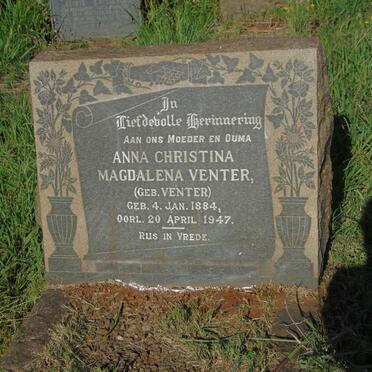 In
Liefdevolle Herinnering
AAN ONS MOEDER EN OUMA
ANNA CHRISTINA
MAGDALENA VENTER,
(GEB. VENTER)
GEB. 4. JAN. 1884,
OORL. 20 APRIL 1947.
RUS IN VREDE.